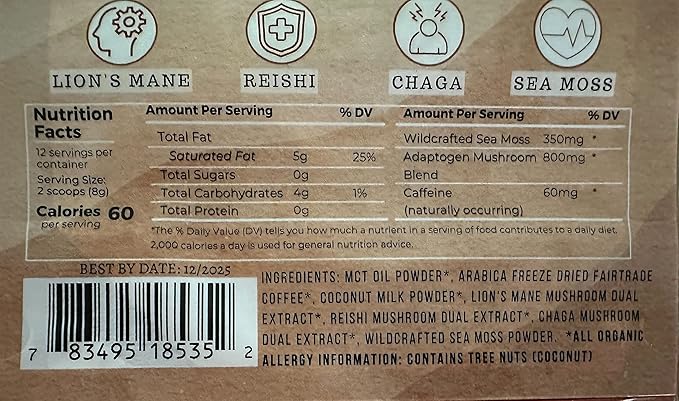 LION'S MANE
REISHI
CHAGA
SEA MOSS
Nutrition
Facts
12 servings per
container
Serving Size:
2 scoops (8g)
Calories 60
per serving
Amount Per Serving % DV
Total Fat
Saturated Fat 5g 25%
Total Sugars 0g
Total Carbohydrates 4g 1%
Total Protein 0g
Amount Per Serving % DV
Wildcrafted Sea Moss 350mg *
Adaptogen Mushroom 800mg *
Blend
Caffeine 60mg *
(naturally occurring)
*The % Daily Value (DV) tells you how much a nutrient in a serving of food contributes to a daily diet.
2,000 calories a day is used for general nutrition advice.
BEST BY DATE: 12/2025
7 83495 18535 2
INGREDIENTS: MCT OIL POWDER*, ARABICA FREEZE DRIED FAIRTRADE
COFFEE*, COCONUT MILK POWDER*, LION'S MANE MUSHROOM DUAL
EXTRACT*, REISHI MUSHROOM DUAL EXTRACT*, CHAGA MUSHROOM
DUAL EXTRACT*, WILDCRAFTED SEA MOSS POWDER. *ALL ORGANIC
ALLERGY INFORMATION: CONTAINS TREE NUTS (COCONUT)